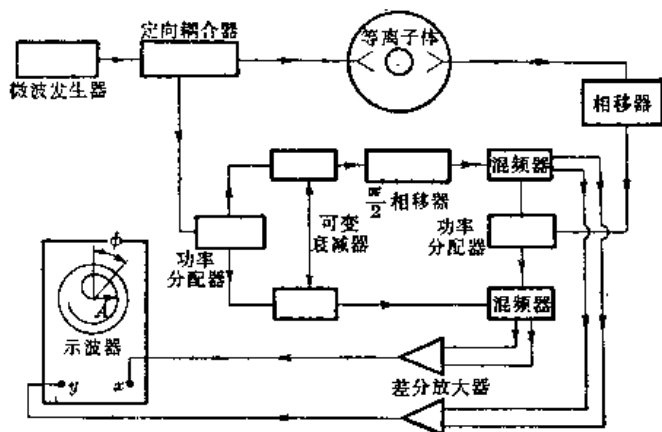 定向耦合器
等离子体
微波发生器
相移器
混频器
π/2 相移器
可变
衰减器
功率
分配器
功率
分配器
混频器
ϕ
A
示波器
y
x
差分放大器